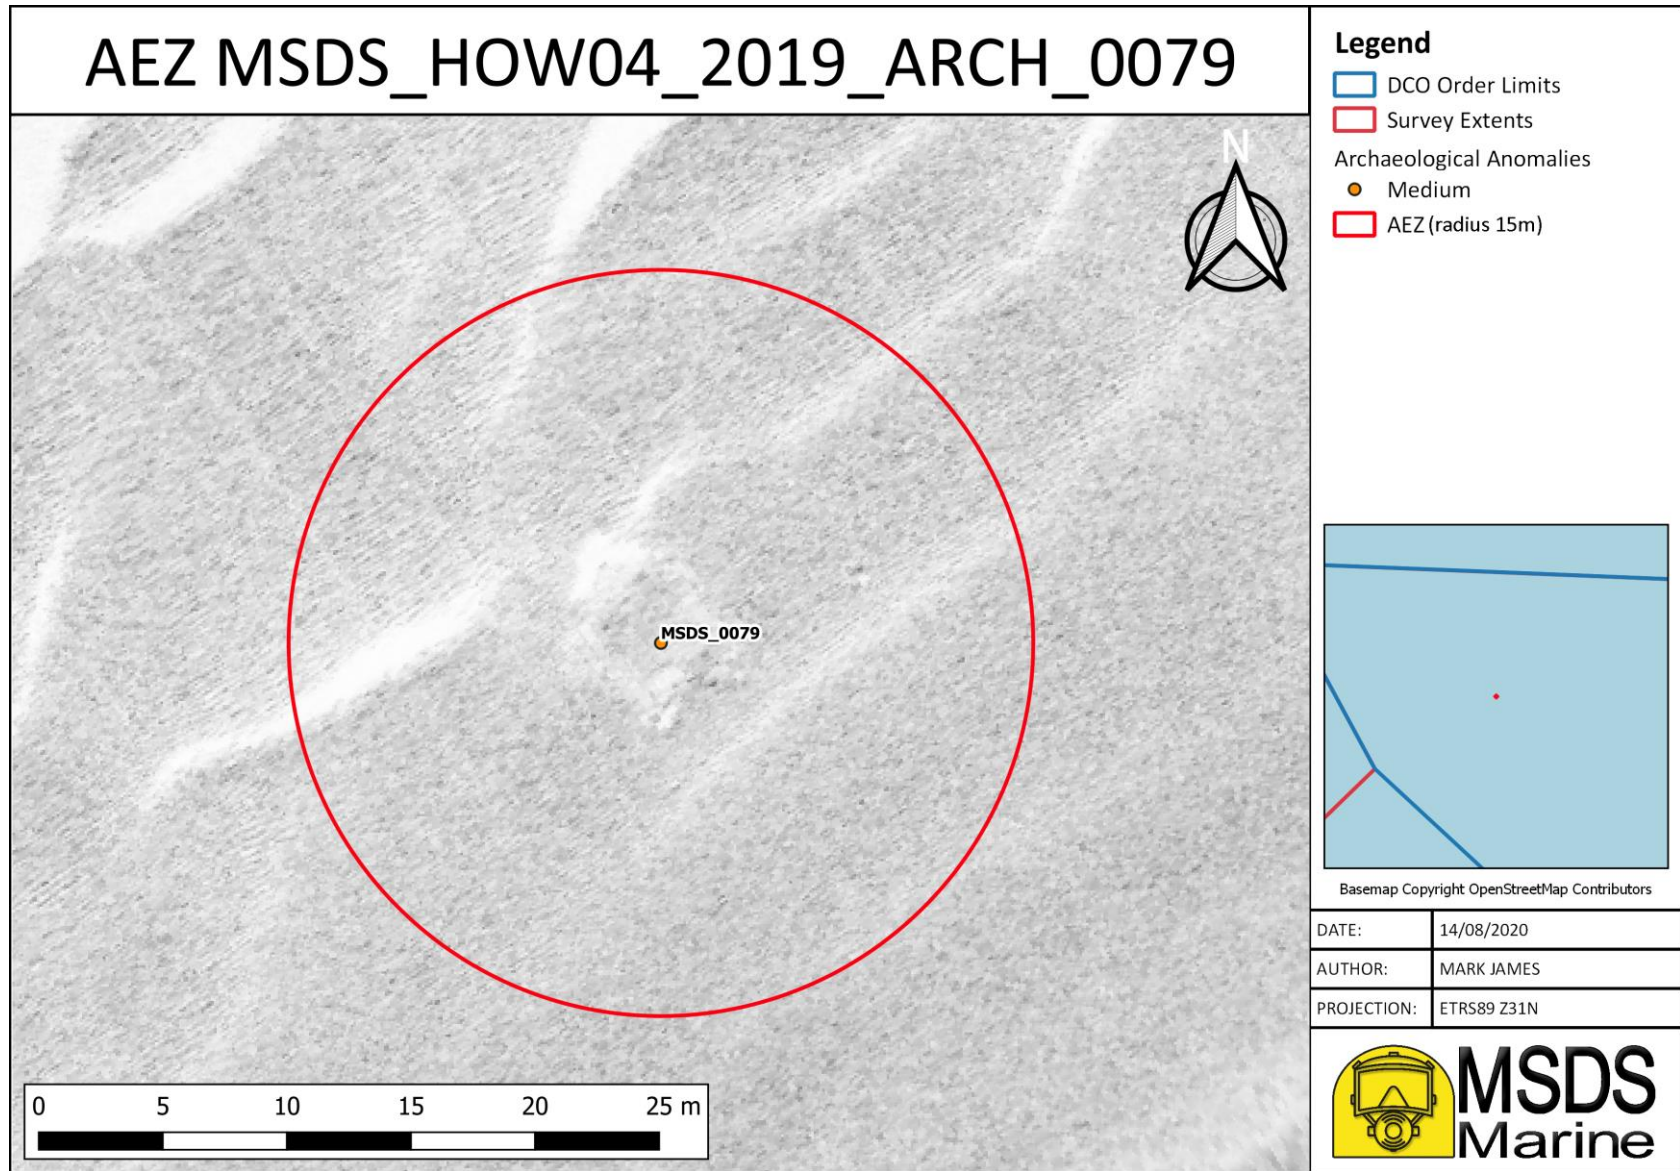 AEZ MSDS_HOW04_2019_ARCH_0079
N
MSDS_0079
0 5 10 15 20 25 m
Legend
DCO Order Limits
Survey Extents
Archaeological Anomalies
Medium
AEZ (radius 15m)
Basemap Copyright OpenStreetMap Contributors
DATE: 14/08/2020
AUTHOR: MARK JAMES
PROJECTION: ETRS89 Z31N
MSDS
Marine